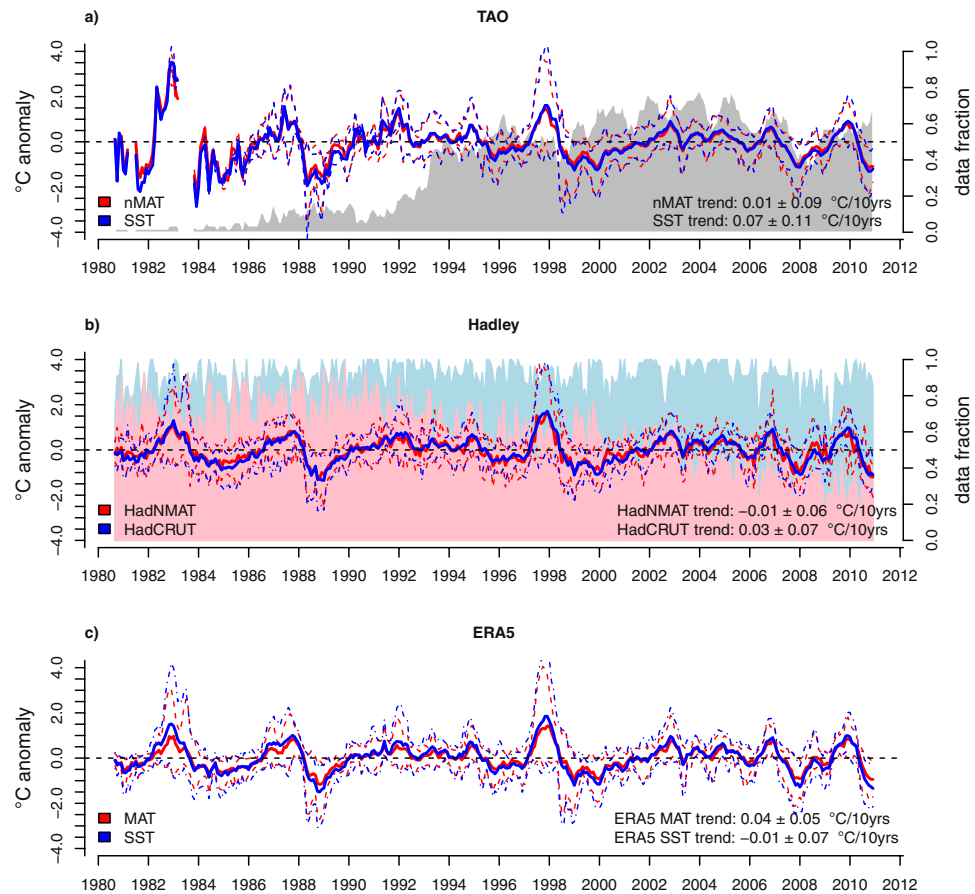 a) TAO
°C anomaly
−4.0 −2.0 0.0 2.0 4.0
data fraction
0.0 0.2 0.4 0.6 0.8 1.0
nMAT
SST
nMAT trend: 0.01 ± 0.09 °C/10yrs
SST trend: 0.07 ± 0.11 °C/10yrs
1980 1982 1984 1986 1988 1990 1992 1994 1996 1998 2000 2002 2004 2006 2008 2010 2012
b) Hadley
°C anomaly
−4.0 −2.0 0.0 2.0 4.0
data fraction
0.0 0.2 0.4 0.6 0.8 1.0
HadNMAT
HadCRUT
HadNMAT trend: −0.01 ± 0.06 °C/10yrs
HadCRUT trend: 0.03 ± 0.07 °C/10yrs
1980 1982 1984 1986 1988 1990 1992 1994 1996 1998 2000 2002 2004 2006 2008 2010 2012
c) ERA5
°C anomaly
−4.0 −2.0 0.0 2.0 4.0
MAT
SST
ERA5 MAT trend: 0.04 ± 0.05 °C/10yrs
ERA5 SST trend: −0.01 ± 0.07 °C/10yrs
1980 1982 1984 1986 1988 1990 1992 1994 1996 1998 2000 2002 2004 2006 2008 2010 2012